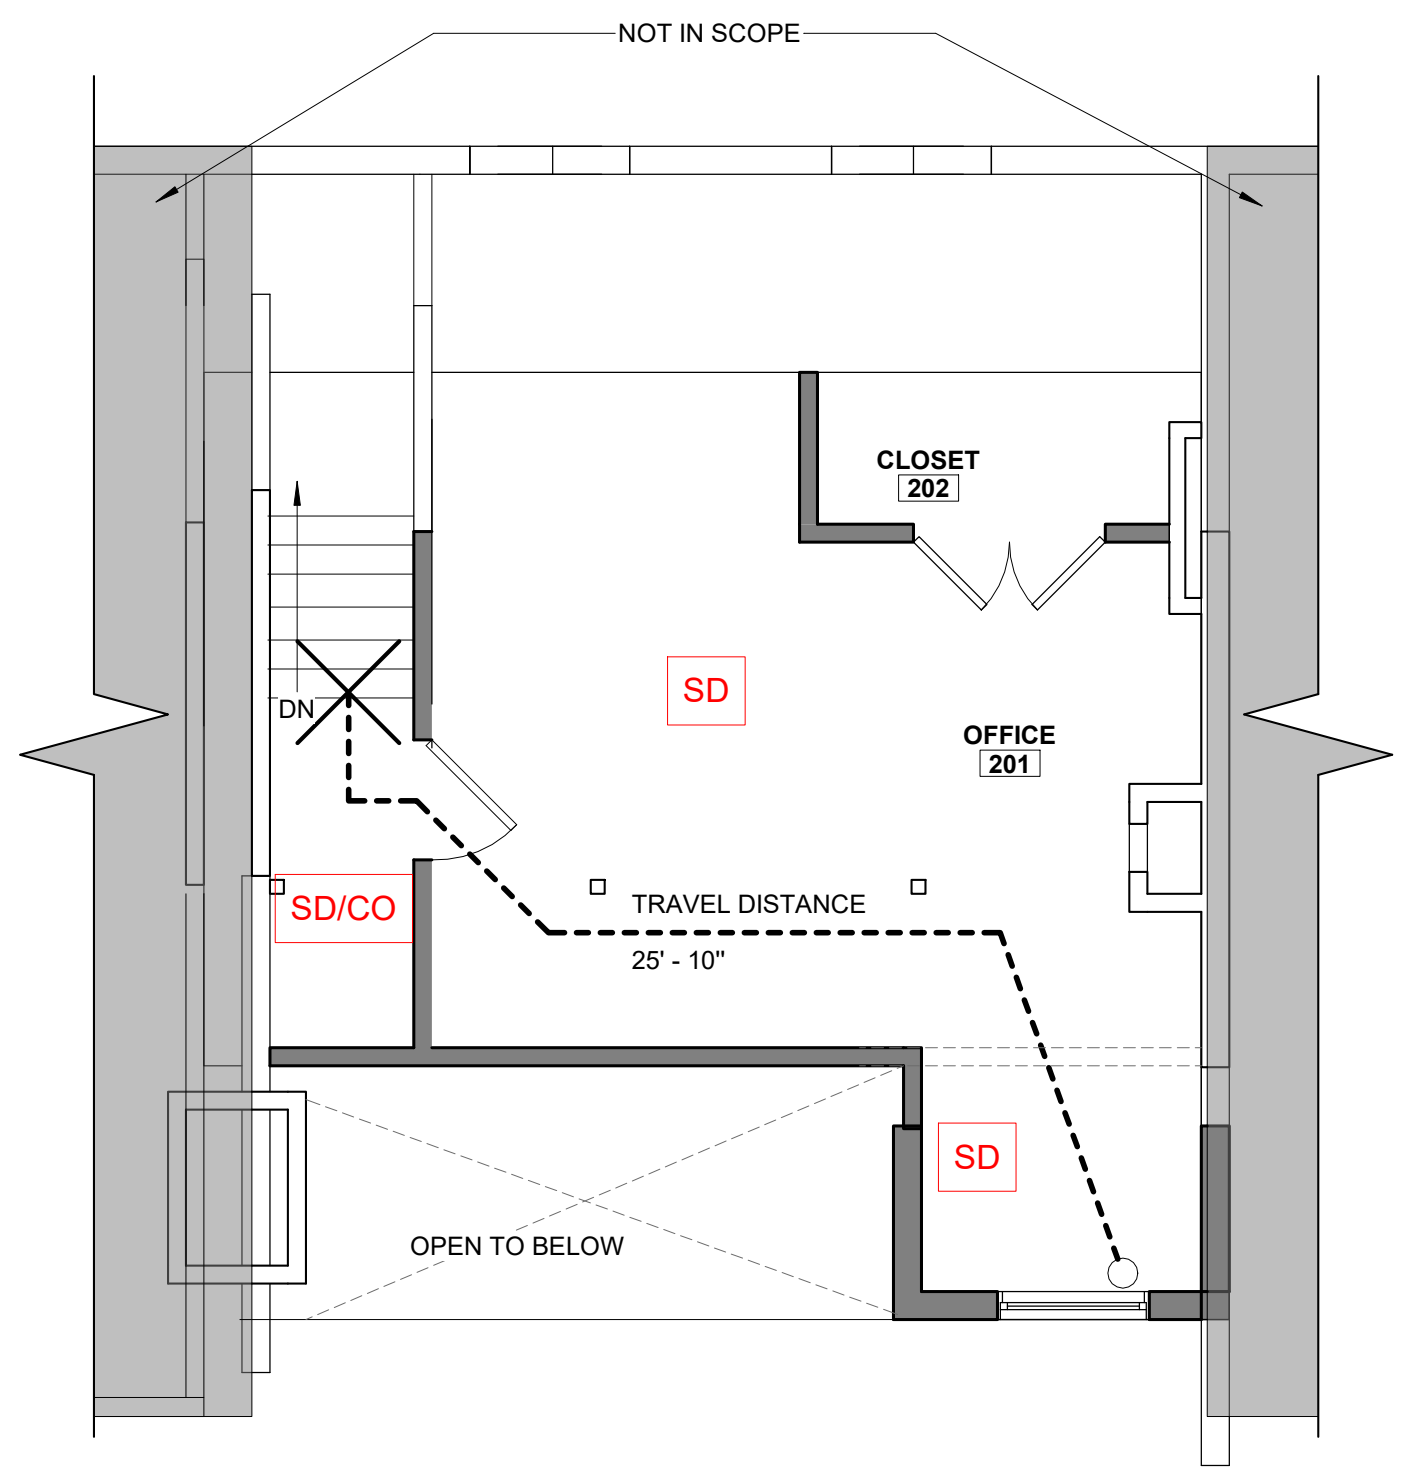 NOT IN SCOPE
CLOSET
202
SD
DN
OFFICE
201
SD/CO
TRAVEL DISTANCE
25' - 10"
SD
OPEN TO BELOW